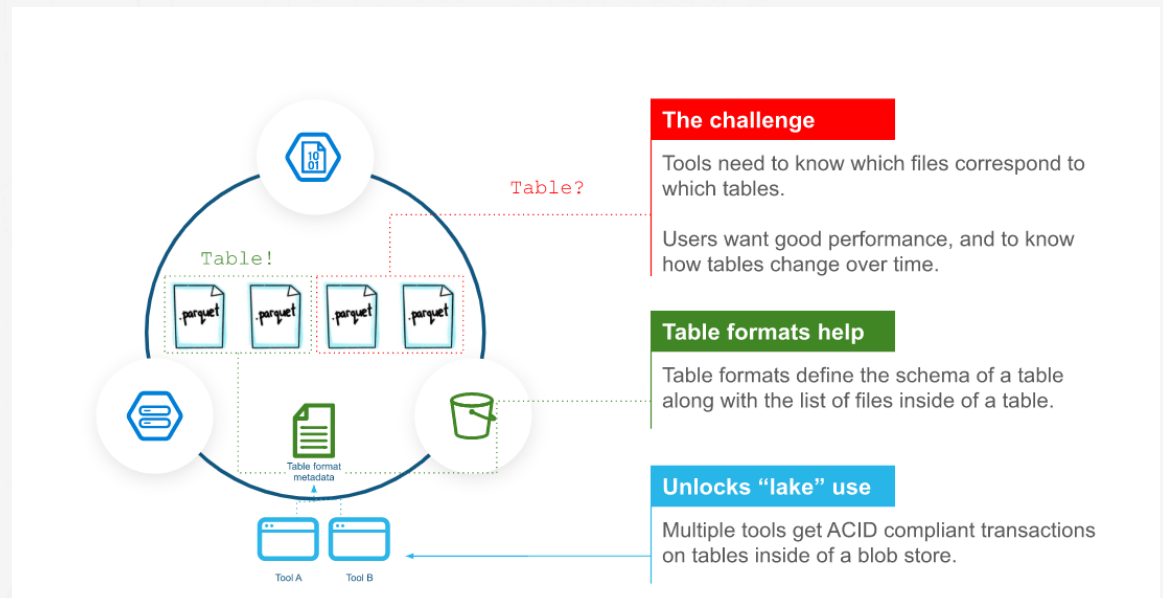 The challenge
Tools need to know which files correspond to
which tables.
Users want good performance, and to know
how tables change over time.
Table?
Table!
.parquet
.parquet
.parquet
.parquet
10
01
Table formats help
Table formats define the schema of a table
along with the list of files inside of a table.
Table format
metadata
Unlocks “lake” use
Multiple tools get ACID compliant transactions
on tables inside of a blob store.
Tool A
Tool B